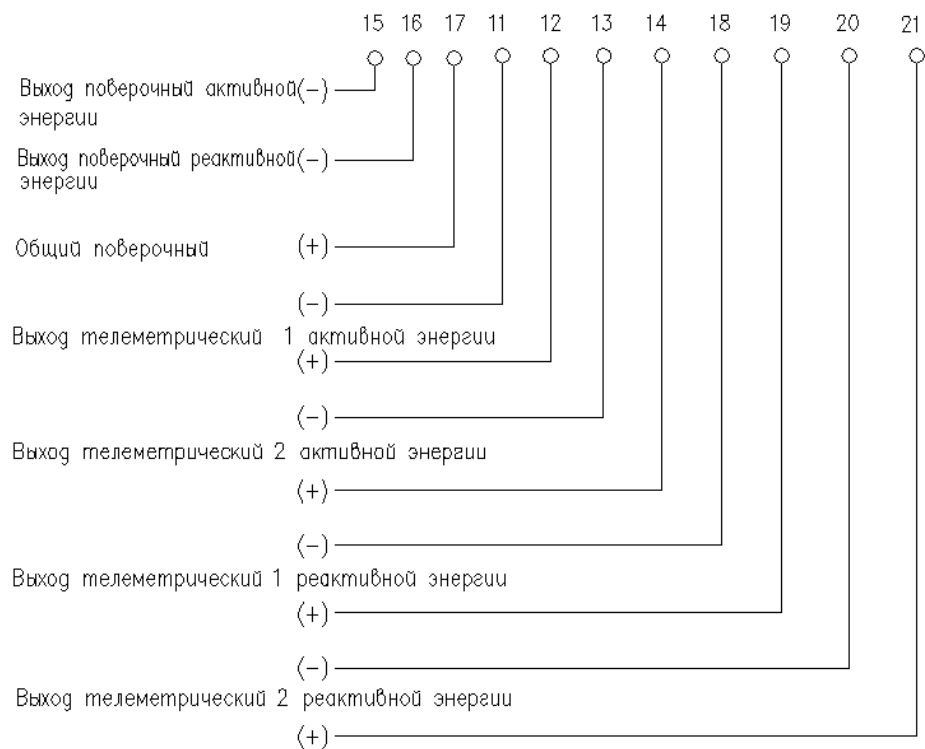 15 16 17 11 12 13 14 18 19 20 21
Выход поверочный активной (−)
энергии
Выход поверочный реактивной (−)
энергии
Общий поверочный (+)
(−)
Выход телеметрический 1 активной энергии
(+)
(−)
Выход телеметрический 2 активной энергии
(+)
(−)
Выход телеметрический 1 реактивной энергии
(+)
(−)
Выход телеметрический 2 реактивной энергии
(+)